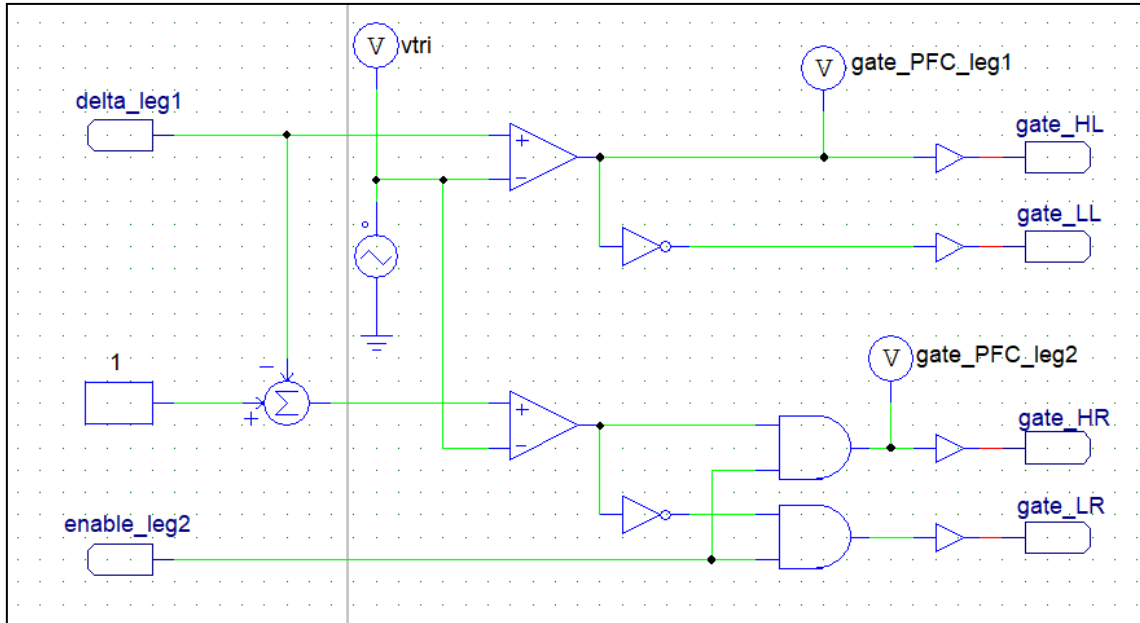 V
vtri
V
gate_PFC_leg1
delta_leg1
gate_HL
+
−
gate_LL
V
gate_PFC_leg2
1
−
+
Σ
+
−
gate_HR
enable_leg2
gate_LR